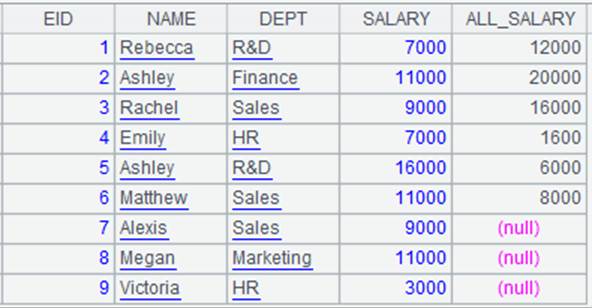 EID NAME DEPT SALARY ALL_SALARY
1 Rebecca R&D 7000 12000
2 Ashley Finance 11000 20000
3 Rachel Sales 9000 16000
4 Emily HR 7000 1600
5 Ashley R&D 16000 6000
6 Matthew Sales 11000 8000
7 Alexis Sales 9000 (null)
8 Megan Marketing 11000 (null)
9 Victoria HR 3000 (null)